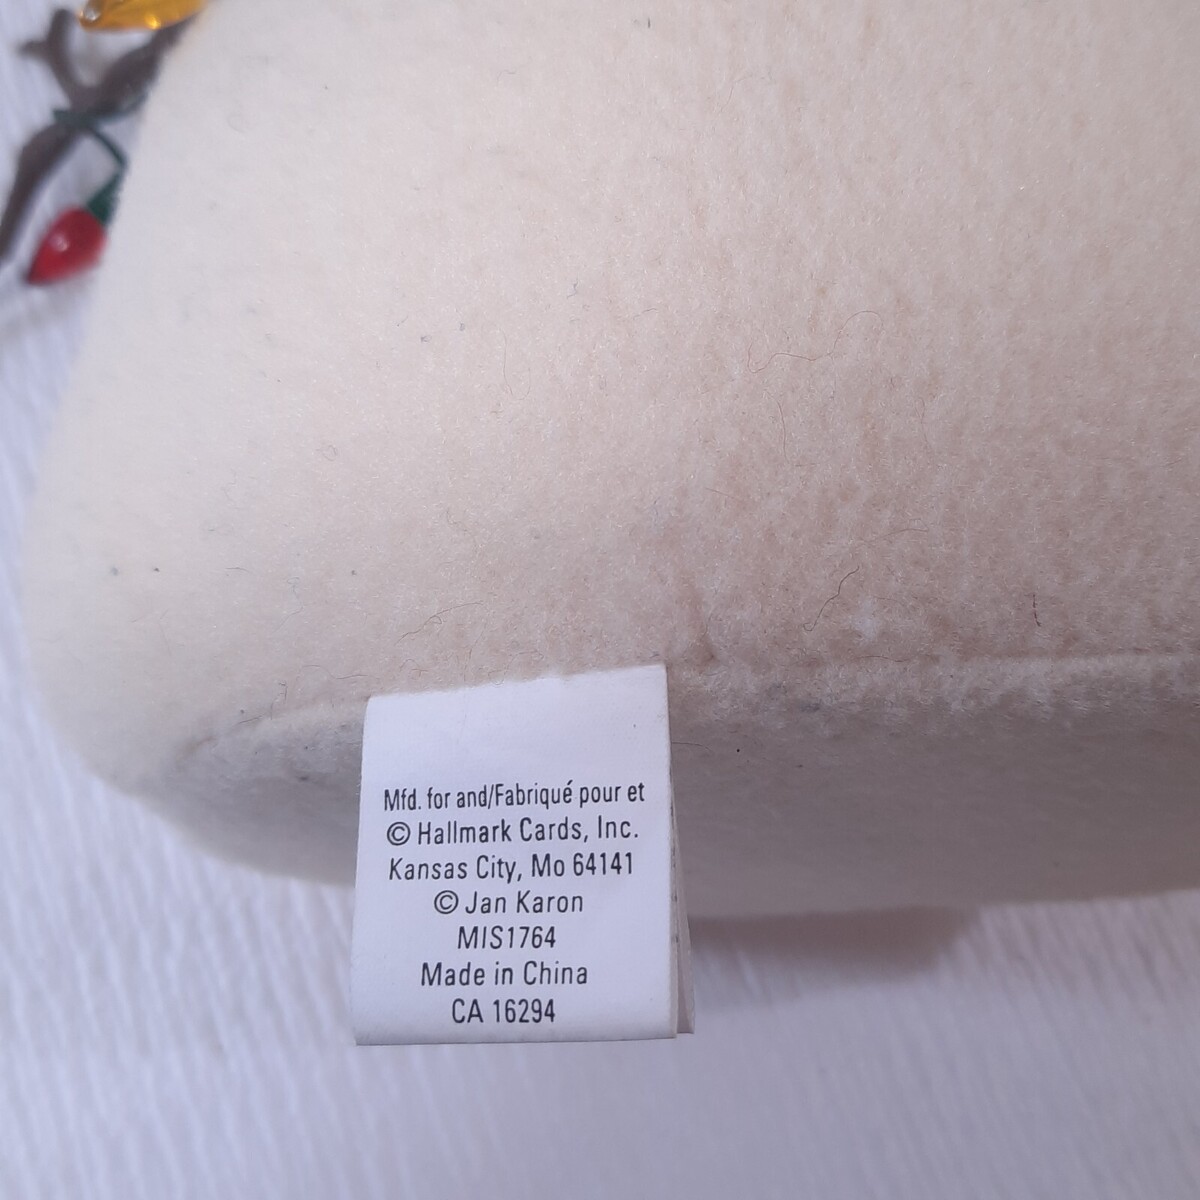 Mfd. for and/Fabriqué pour et
© Hallmark Cards, Inc.
Kansas City, Mo 64141
© Jan Karon
MIS1764
Made in China
CA 16294